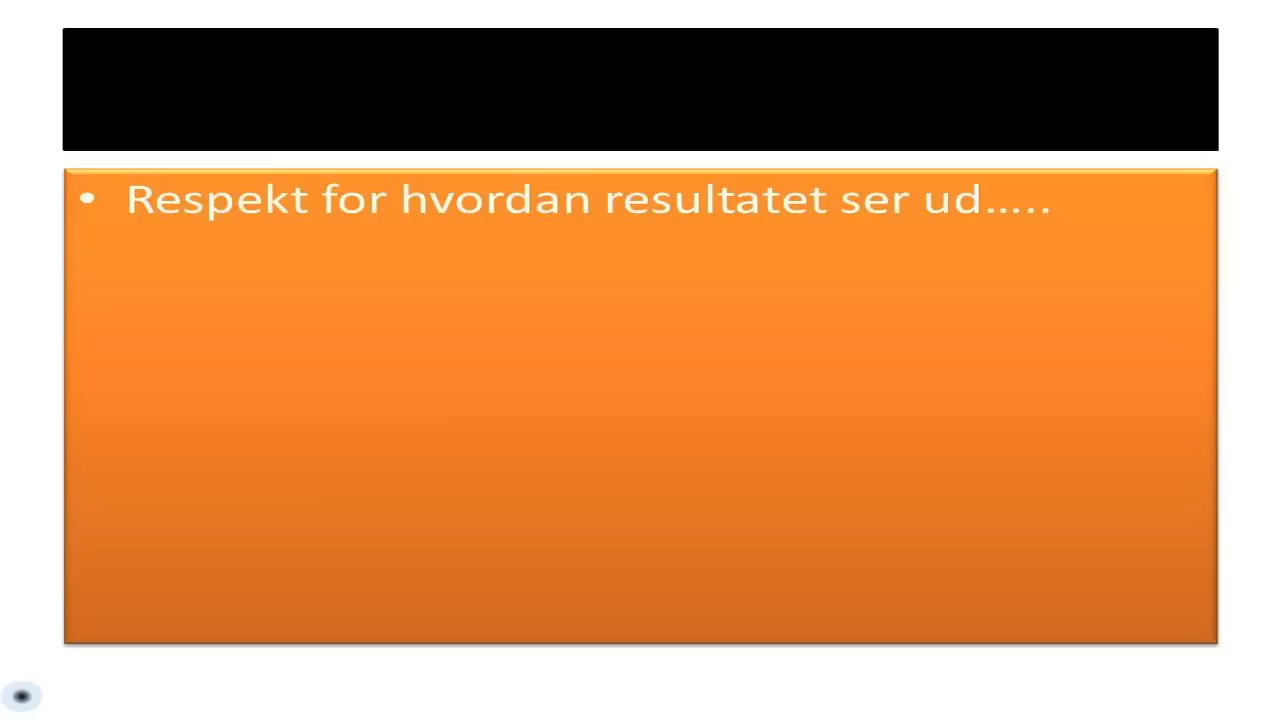 • Respekt for hvordan resultatet ser ud…..